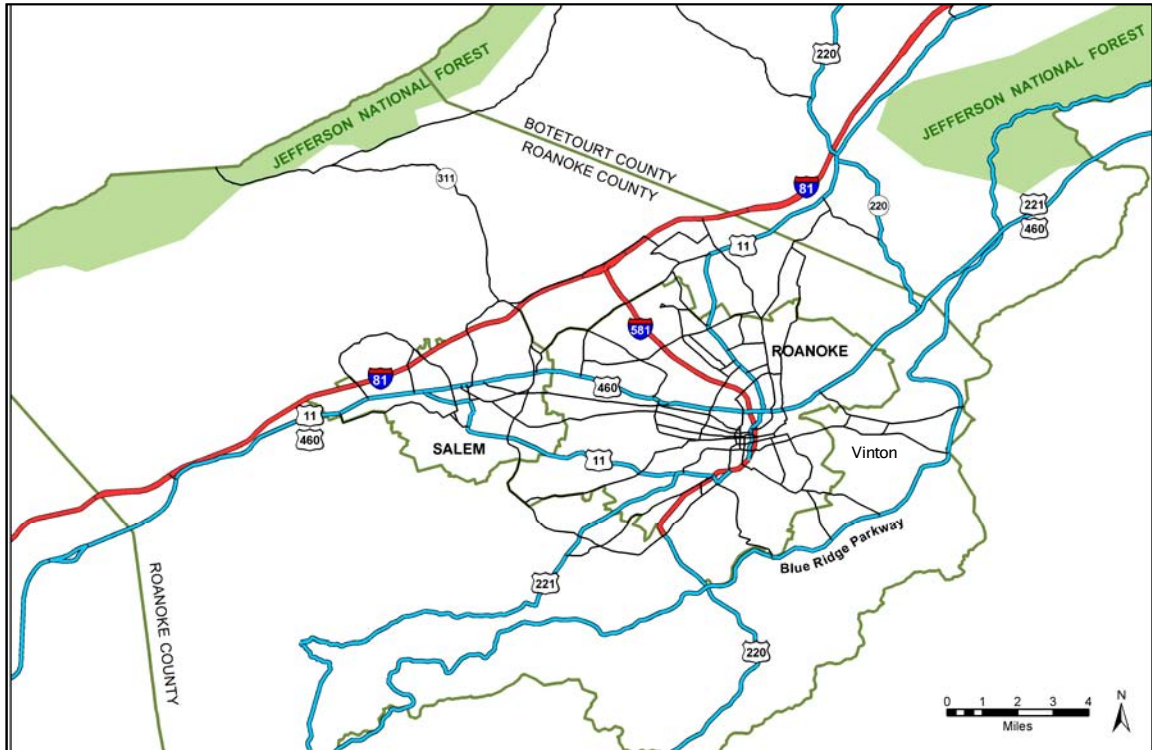 220
JEFFERSON NATIONAL FOREST
JEFFERSON NATIONAL FOREST
BOTETOURT COUNTY
ROANOKE COUNTY
311
81
220
221
460
11
581
ROANOKE
81
460
11
460
SALEM
11
Vinton
Blue Ridge Parkway
221
ROANOKE COUNTY
220
0 1 2 3 4
Miles
N